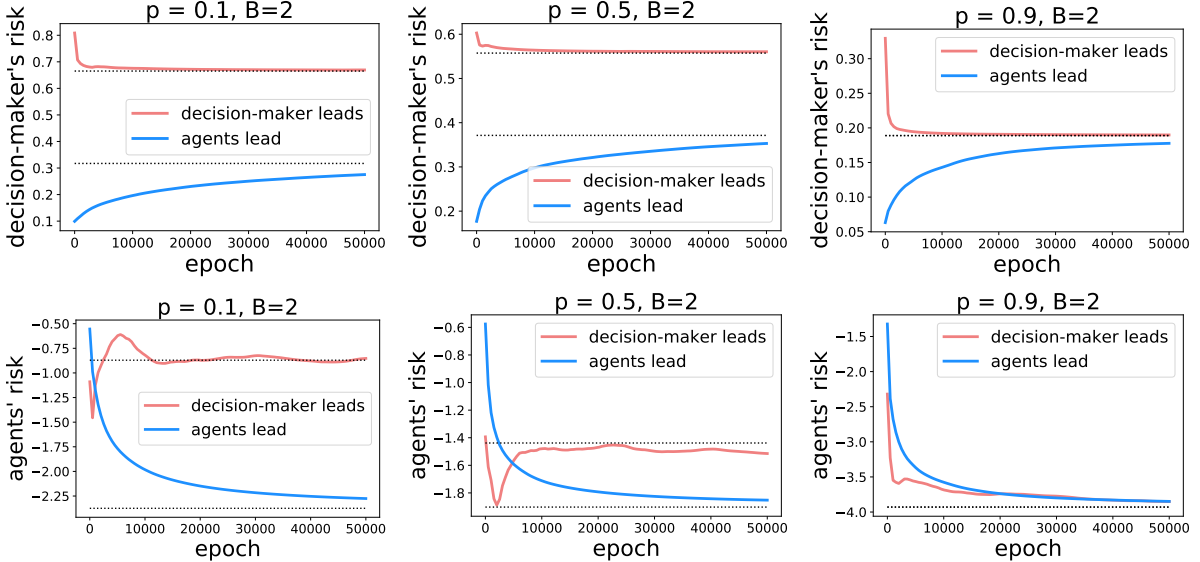 p = 0.1, B=2
decision-maker's risk
0.8
0.7
0.6
0.5
0.4
0.3
0.2
0.1
decision-maker leads
agents lead
0 10000 20000 30000 40000 50000
epoch
p = 0.5, B=2
decision-maker's risk
0.6
0.4
0.2
decision-maker leads
agents lead
0 10000 20000 30000 40000 50000
epoch
p = 0.9, B=2
decision-maker's risk
0.30
0.25
0.20
0.15
0.10
0.05
decision-maker leads
agents lead
0 10000 20000 30000 40000 50000
epoch
p = 0.1, B=2
agents' risk
−0.50
−0.75
−1.00
−1.25
−1.50
−1.75
−2.00
−2.25
decision-maker leads
agents lead
0 10000 20000 30000 40000 50000
epoch
p = 0.5, B=2
agents' risk
−0.6
−0.8
−1.0
−1.2
−1.4
−1.6
−1.8
decision-maker leads
agents lead
0 10000 20000 30000 40000 50000
epoch
p = 0.9, B=2
agents' risk
−1.5
−2.0
−2.5
−3.0
−3.5
−4.0
decision-maker leads
agents lead
0 10000 20000 30000 40000 50000
epoch